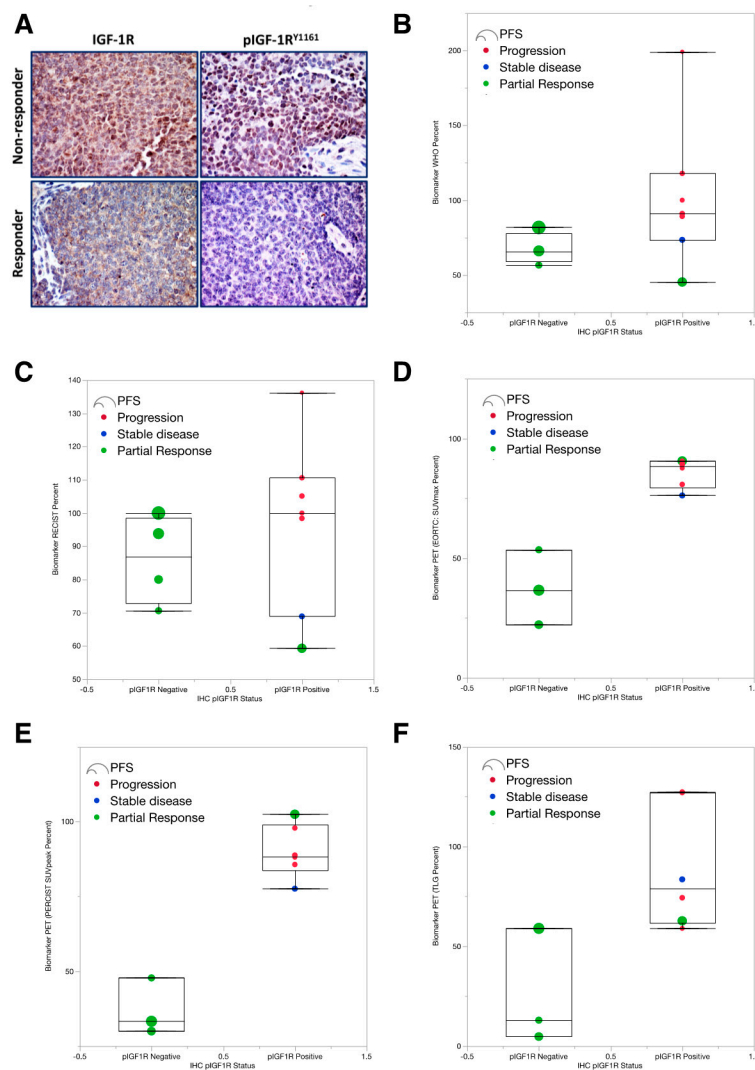 A
IGF-1R
pIGF-1RY1161
Non-responder
Responder
B
PFS
Progression
Stable disease
Partial Response
Biomarker WHO Percent
200
150
100
50
-0.5
pIGF1R Negative
0.5
pIGF1R Positive
1.
IHC pIGF1R Status
C
PFS
Progression
Stable disease
Partial Response
Biomarker RECIST Percent
140
130
120
110
100
90
80
70
60
50
-0.5
pIGF1R Negative
0.5
pIGF1R Positive
1.5
IHC pIGF1R Status
D
PFS
Progression
Stable disease
Partial Response
Biomarker PET (EORTC: SUVmax Percent)
100
50
0
-0.5
pIGF1R Negative
0.5
pIGF1R Positive
1.
IHC pIGF1R Status
E
PFS
Progression
Stable disease
Partial Response
Biomarker PET (PERCIST SUVpeak Percent)
100
50
-0.5
pIGF1R Negative
0.5
pIGF1R Positive
1.5
IHC pIGF1R Status
F
PFS
Progression
Stable disease
Partial Response
Biomarker PET (TLG Percent)
150
100
50
0
-0.5
pIGF1R Negative
0.5
pIGF1R Positive
1.
IHC pIGF1R Status